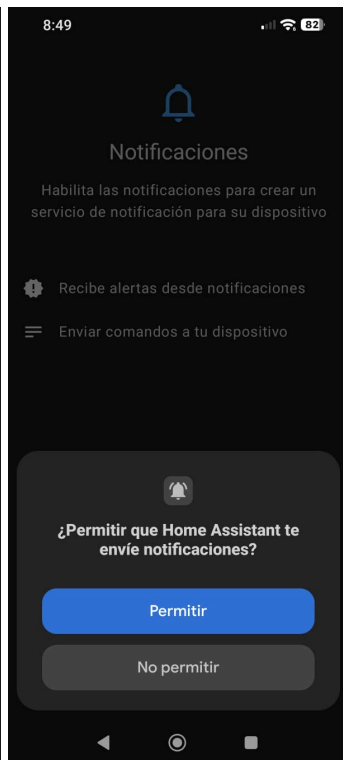 8:49
82
Notificaciones
Habilita las notificaciones para crear un
servicio de notificación para su dispositivo
Recibe alertas desde notificaciones
Enviar comandos a tu dispositivo
¿Permitir que Home Assistant te
envíe notificaciones?
Permitir
No permitir